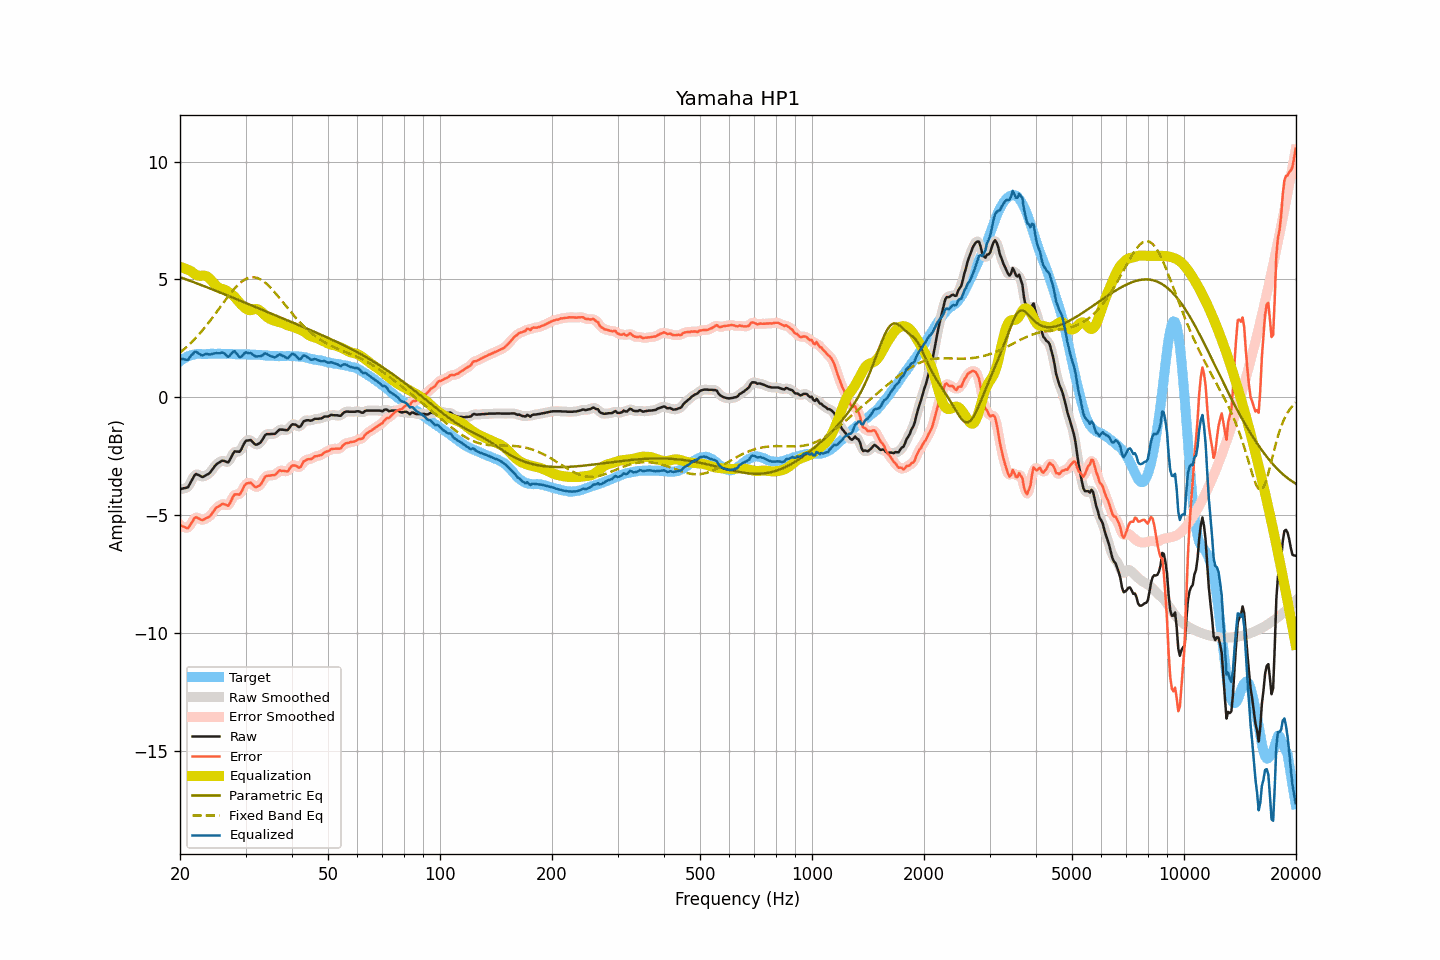 Yamaha HP1
Amplitude (dBr)
10
5
0
−5
−10
−15
Target
Raw Smoothed
Error Smoothed
Raw
Error
Equalization
Parametric Eq
Fixed Band Eq
Equalized
20 50 100 200 500 1000 2000 5000 10000 20000
Frequency (Hz)